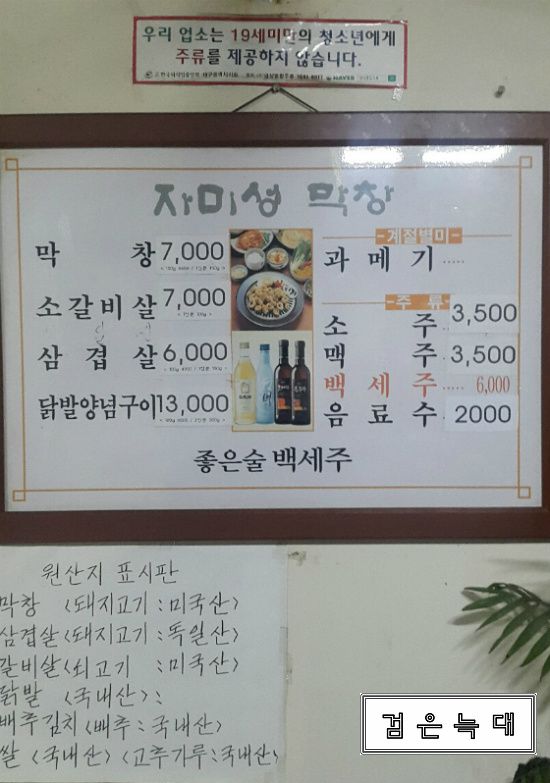 우리 업소는 19세미만의 청소년에게
주류를 제공하지 않습니다.
자미성 막창
막창 7,000
소갈비살 7,000
삼겹살 6,000
닭발양념구이 13,000
-계절별미-
과메기 .....
-주 류-
소주 3,500
맥주 3,500
백세주 ..... 6,000
음료수 2000
좋은술 백세주
원산지 표시판
막창 <돼지고기 : 미국산>
삼겹살 <돼지고기 : 독일산>
갈비살 <쇠고기 : 미국산>
닭발 <국내산> :
배추김치 <배추 : 국내산>
쌀 <국내산> <고추가루 : 국내산>
검은늑대